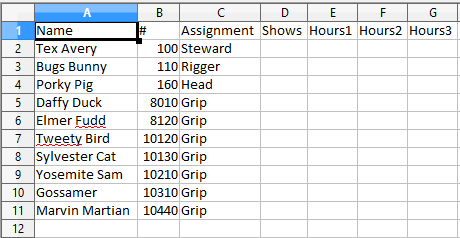 A B C D E F G
1 Name # Assignment Shows Hours1 Hours2 Hours3
2 Tex Avery 100 Steward
3 Bugs Bunny 110 Rigger
4 Porky Pig 160 Head
5 Daffy Duck 8010 Grip
6 Elmer Fudd 8120 Grip
7 Tweety Bird 10120 Grip
8 Sylvester Cat 10130 Grip
9 Yosemite Sam 10210 Grip
10 Gossamer 10310 Grip
11 Marvin Martian 10440 Grip
12